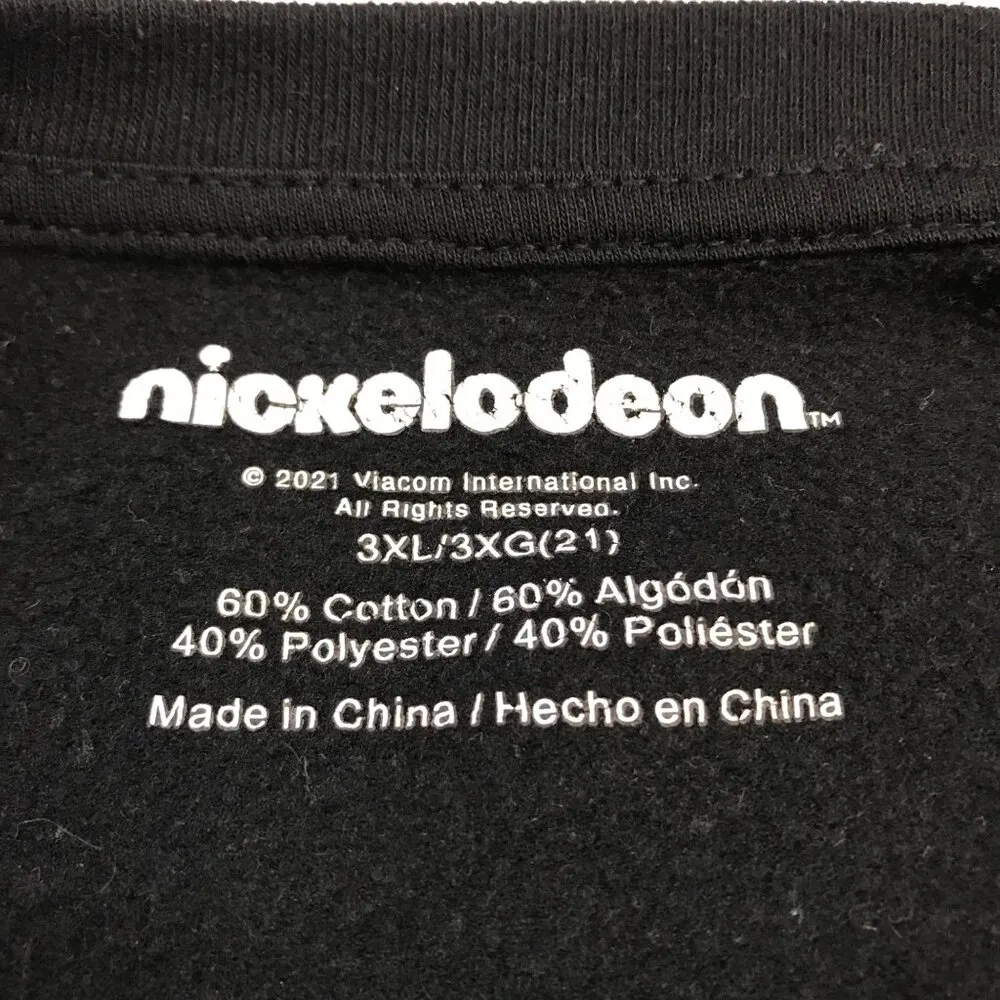 nickelodeon™
© 2021 Viacom International Inc.
All Rights Reserved.
3XL/3XG(21)
60% Cotton / 60% Algódón
40% Polyester / 40% Poliéster
Made in China / Hecho en China